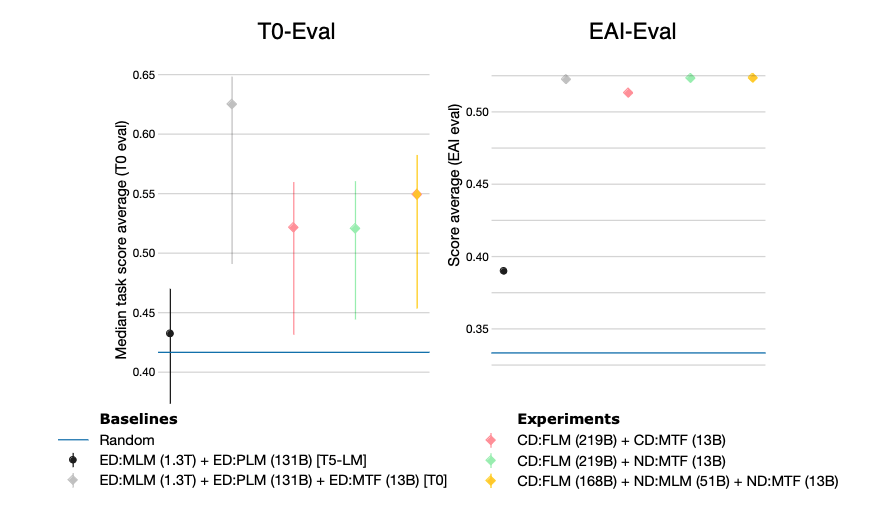 T0-Eval
EAI-Eval
Median task score average (T0 eval)
0.65
0.60
0.55
0.50
0.45
0.40
Score average (EAI eval)
0.50
0.45
0.40
0.35
Baselines
Random
ED:MLM (1.3T) + ED:PLM (131B) [T5-LM]
ED:MLM (1.3T) + ED:PLM (131B) + ED:MTF (13B) [T0]
Experiments
CD:FLM (219B) + CD:MTF (13B)
CD:FLM (219B) + ND:MTF (13B)
CD:FLM (168B) + ND:MLM (51B) + ND:MTF (13B)